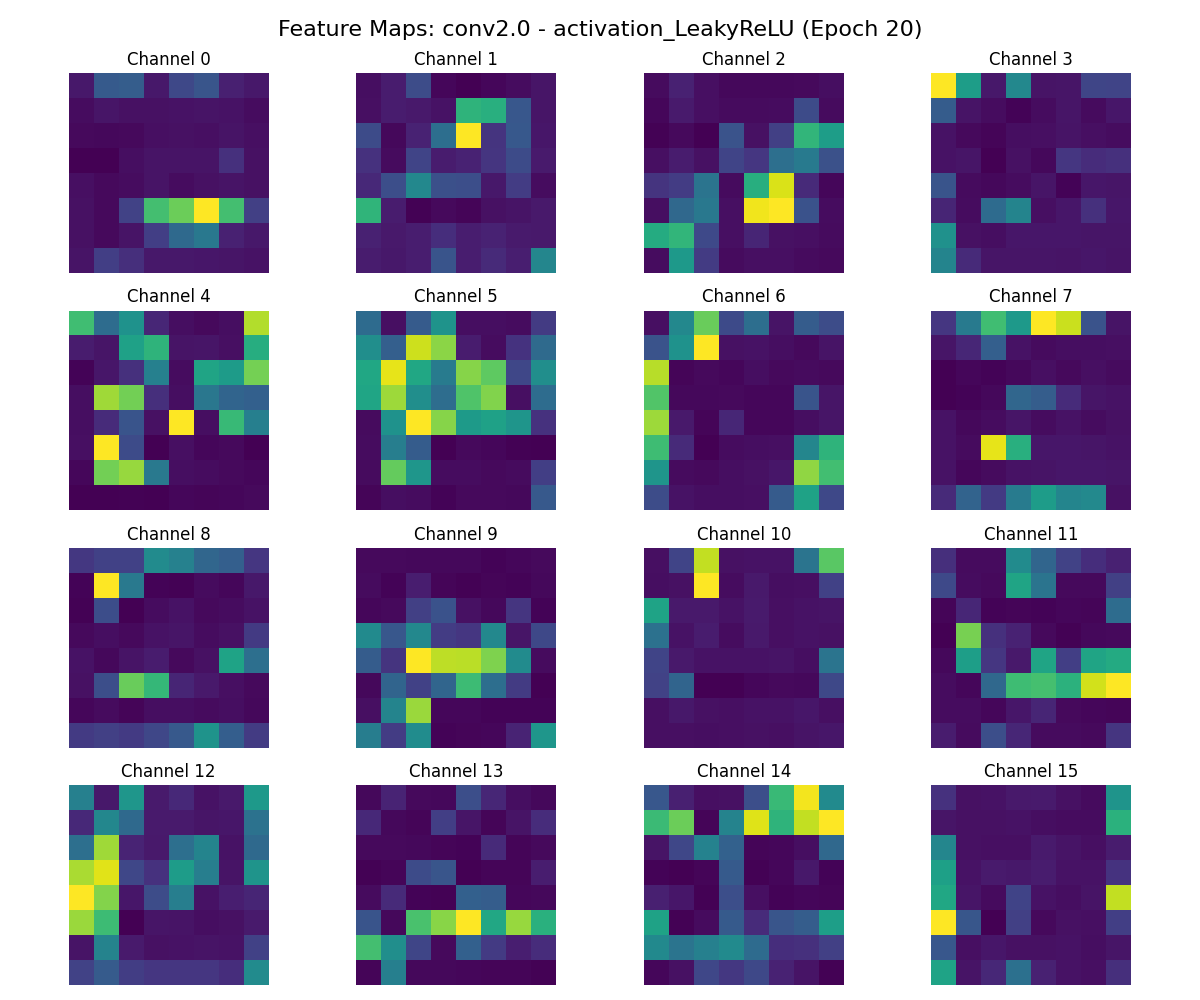 Feature Maps: conv2.0 - activation_LeakyReLU (Epoch 20)
Channel 0
Channel 1
Channel 2
Channel 3
Channel 4
Channel 5
Channel 6
Channel 7
Channel 8
Channel 9
Channel 10
Channel 11
Channel 12
Channel 13
Channel 14
Channel 15